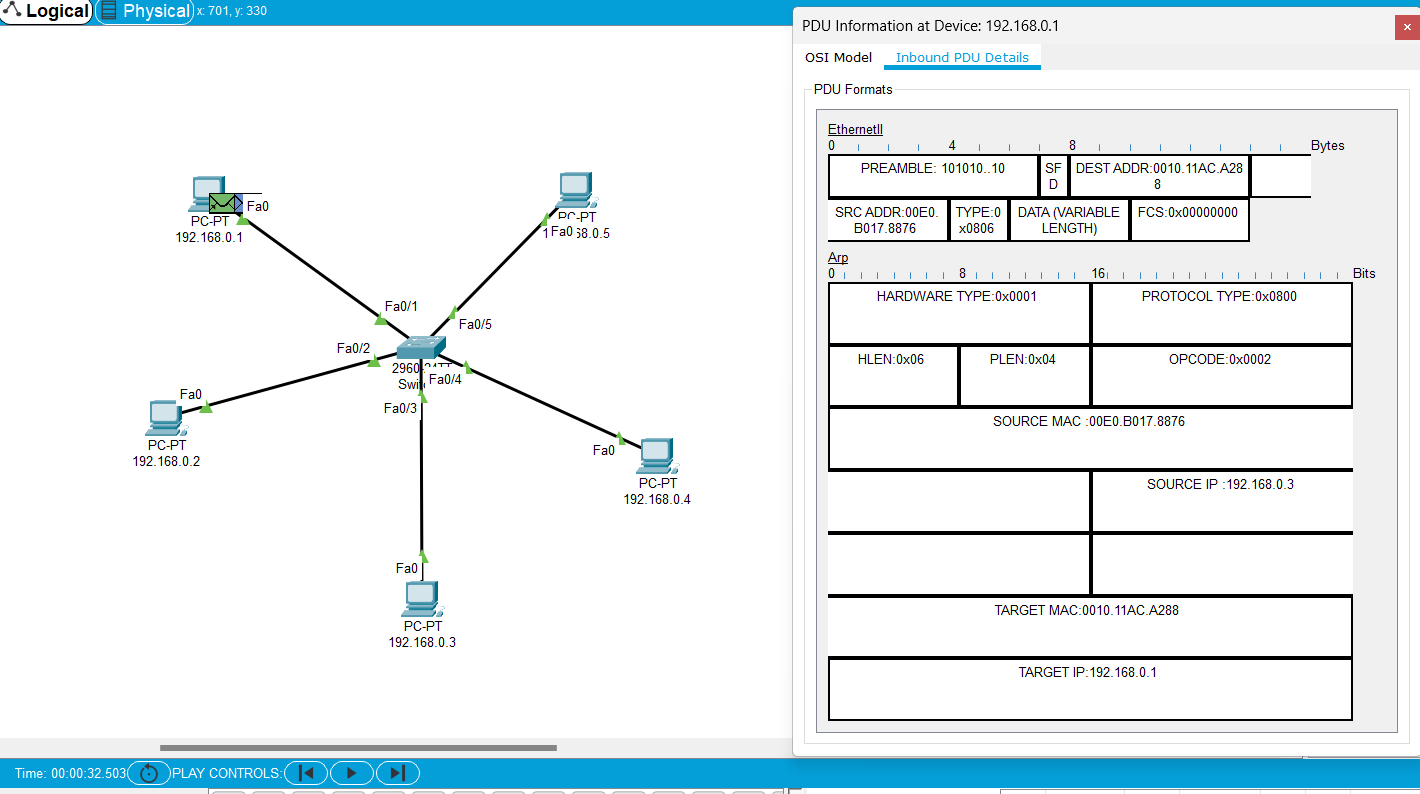 Logical Physical x: 701, y: 330
PDU Information at Device: 192.168.0.1
OSI Model Inbound PDU Details
PDU Formats
EthernetII
0 4 8 Bytes
PREAMBLE: 101010..10
SF
D
DEST ADDR:0010.11AC.A28
8
SRC ADDR:00E0.
B017.8876
TYPE:0
x0806
DATA (VARIABLE
LENGTH)
FCS:0x00000000
Arp
0 8 16 Bits
HARDWARE TYPE:0x0001
PROTOCOL TYPE:0x0800
HLEN:0x06
PLEN:0x04
OPCODE:0x0002
SOURCE MAC :00E0.B017.8876
SOURCE IP :192.168.0.3
TARGET MAC:0010.11AC.A288
TARGET IP:192.168.0.1
Fa0
PC-PT
192.168.0.1
PC-PT
Fa0
Fa0/1
Fa0/5
Fa0/2
Fa0/4
Fa0/3
Fa0
PC-PT
192.168.0.2
Fa0
PC-PT
192.168.0.4
Fa0
PC-PT
192.168.0.3
Time: 00:00:32.503 PLAY CONTROLS: